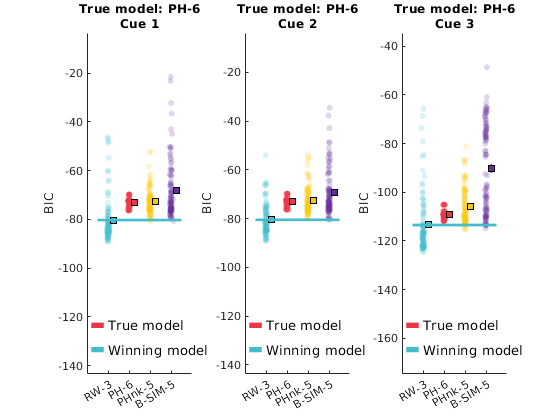 True model: PH-6
Cue 1
True model: PH-6
Cue 2
True model: PH-6
Cue 3
BIC
-20
-40
-60
-80
-100
-120
-140
True model
Winning model
RW-3
PH-6
PHnk-5
B-SIM-5
BIC
-20
-40
-60
-80
-100
-120
-140
True model
Winning model
RW-3
PH-6
PHnk-5
B-SIM-5
BIC
-40
-60
-80
-100
-120
-140
-160
True model
Winning model
RW-3
PH-6
PHnk-5
B-SIM-5